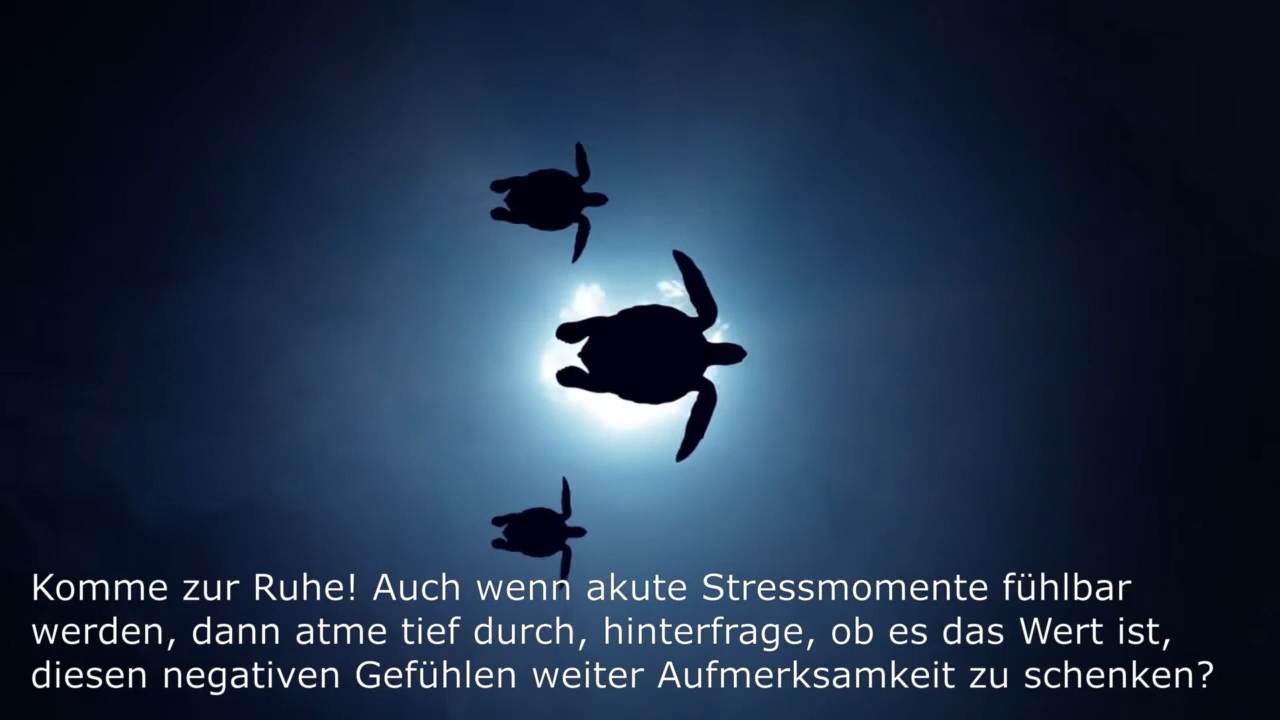 Komme zur Ruhe! Auch wenn akute Stressmomente fühlbar
werden, dann atme tief durch, hinterfrage, ob es das Wert ist,
diesen negativen Gefühlen weiter Aufmerksamkeit zu schenken?